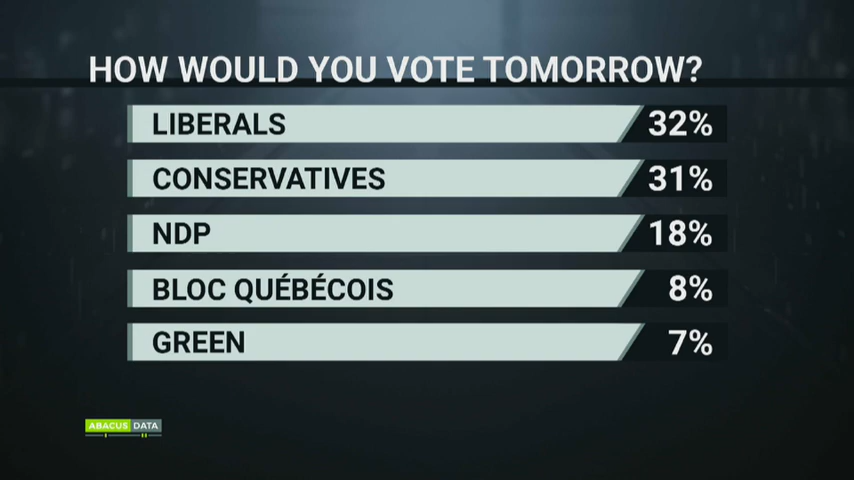 HOW WOULD YOU VOTE TOMORROW?
LIBERALS 32%
CONSERVATIVES 31%
NDP 18%
BLOC QUÉBÉCOIS 8%
GREEN 7%
ABACUS DATA